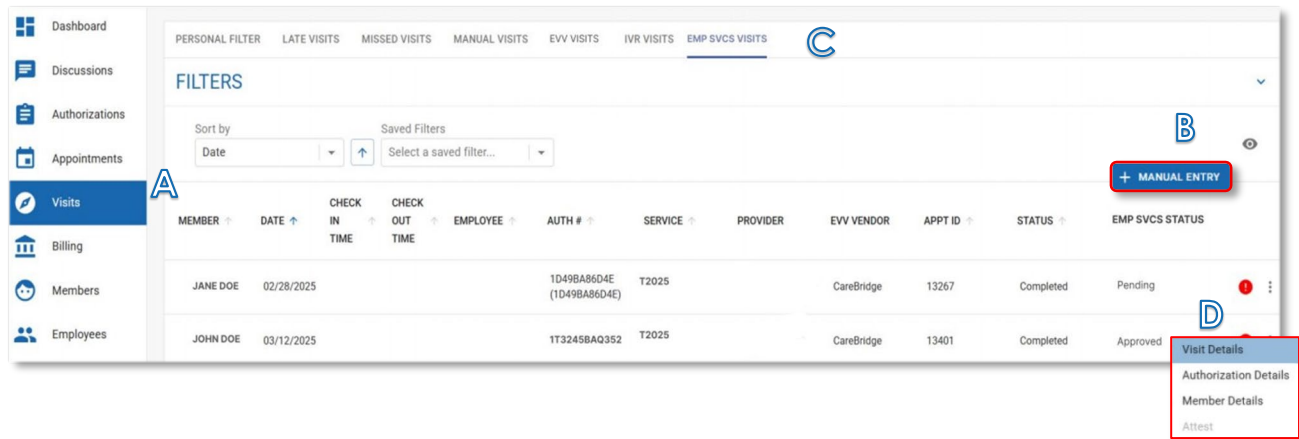 Dashboard
Discussions
Authorizations
Appointments
Visits
Billing
Members
Employees
A
PERSONAL FILTER LATE VISITS MISSED VISITS MANUAL VISITS EVV VISITS IVR VISITS EMP SVCS VISITS
C
FILTERS
Sort by Saved Filters
Date Select a saved filter...
B
+ MANUAL ENTRY
MEMBER DATE CHECK IN TIME CHECK OUT TIME EMPLOYEE AUTH # SERVICE PROVIDER EVV VENDOR APPT ID STATUS EMP SVCS STATUS
JANE DOE 02/28/2025 1D49BA86D4E (1D49BA86D4E) T2025 CareBridge 13267 Completed Pending
JOHN DOE 03/12/2025 1T3245BAQ352 T2025 CareBridge 13401 Completed Approved
D
Visit Details
Authorization Details
Member Details
Attest